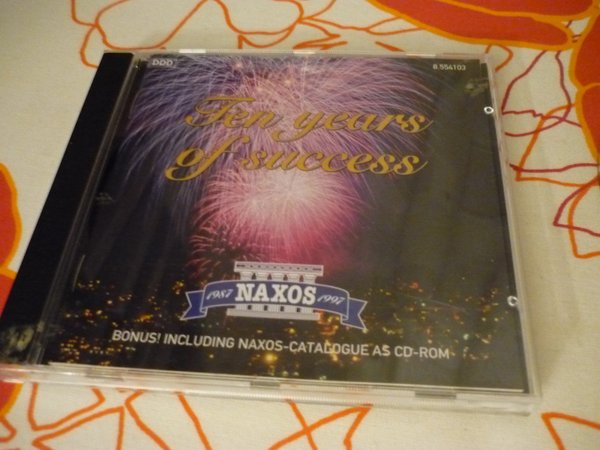 DDD
8.554103
Ten years
of success
1987 NAXOS 1997
BONUS! INCLUDING NAXOS-CATALOGUE AS CD-ROM